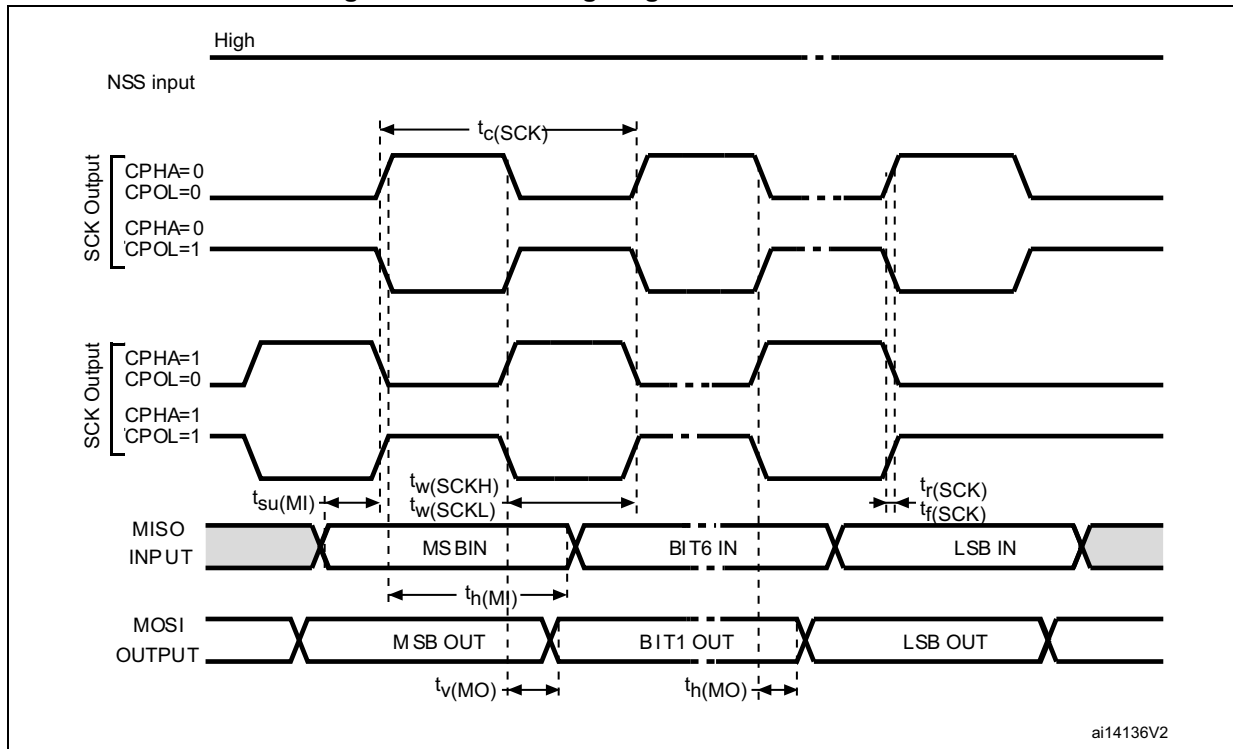 High
NSS input
tc(SCK)
SCK Output
CPHA=0
CPOL=0
CPHA=0
CPOL=1
SCK Output
CPHA=1
CPOL=0
CPHA=1
CPOL=1
tsu(MI)
tw(SCKH)
tw(SCKL)
tr(SCK)
tf(SCK)
MISO
INPUT
MSBIN
BIT6 IN
LSB IN
th(MI)
MOSI
OUTPUT
MSB OUT
BIT1 OUT
LSB OUT
tv(MO)
th(MO)
ai14136V2